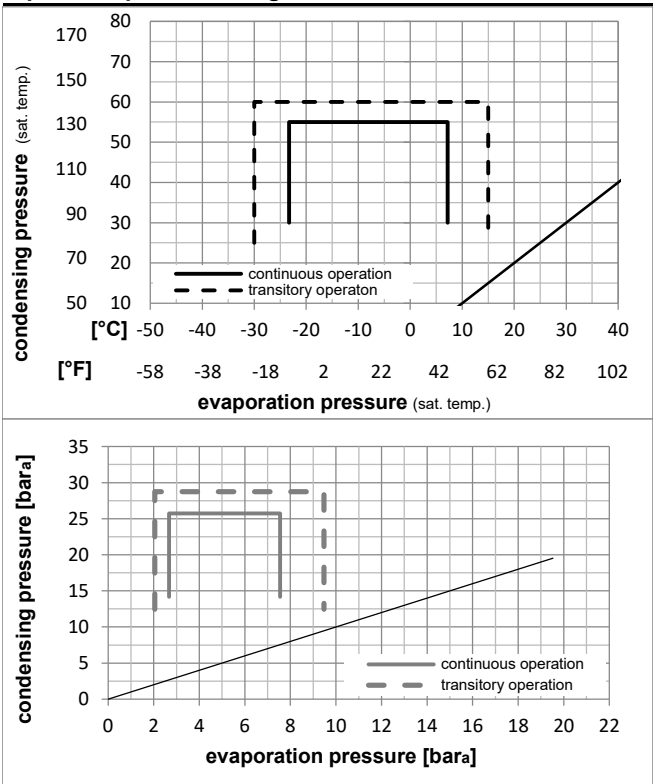 170 80
150 70
60
130 50
110 40
90 30
70 20
50 10
condensing pressure (sat. temp.)
continuous operation
transitory operaton
[°C] -50 -40 -30 -20 -10 0 10 20 30 40
[°F] -58 -38 -18 2 22 42 62 82 102
evaporation pressure (sat. temp.)
35
30
25
20
15
10
5
0
condensing pressure [bara]
continuous operation
transitory operation
0 2 4 6 8 10 12 14 16 18 20 22
evaporation pressure [bara]